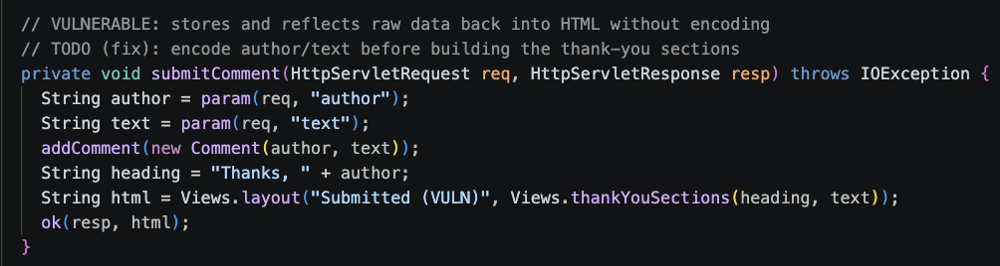 // VULNERABLE: stores and reflects raw data back into HTML without encoding
// TODO (fix): encode author/text before building the thank-you sections
private void submitComment(HttpServletRequest req, HttpServletResponse resp) throws IOException {
  String author = param(req, "author");
  String text = param(req, "text");
  addComment(new Comment(author, text));
  String heading = "Thanks, " + author;
  String html = Views.layout("Submitted (VULN)", Views.thankYouSections(heading, text));
  ok(resp, html);
}